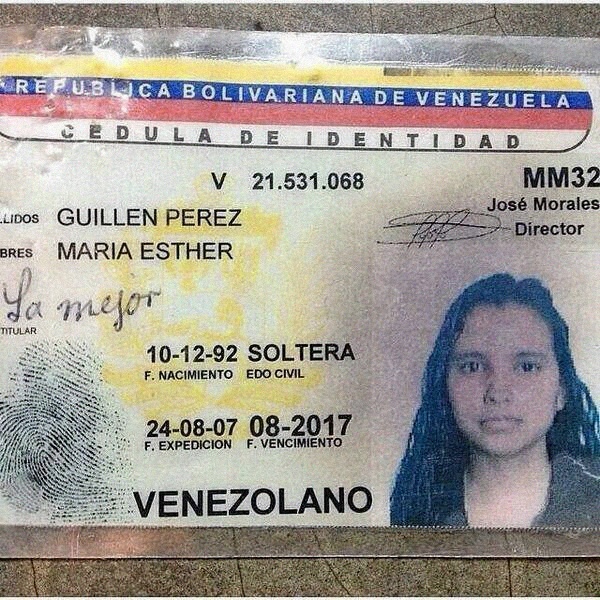 REPUBLICA BOLIVARIANA DE VENEZUELA
CEDULA DE IDENTIDAD
V 21.531.068
MM32
José Morales
Director
LLIDOS GUILLEN PEREZ
BRES MARIA ESTHER
La mejor
TITULAR
10-12-92 SOLTERA
F. NACIMIENTO EDO CIVIL
24-08-07 08-2017
F. EXPEDICION F. VENCIMIENTO
VENEZOLANO